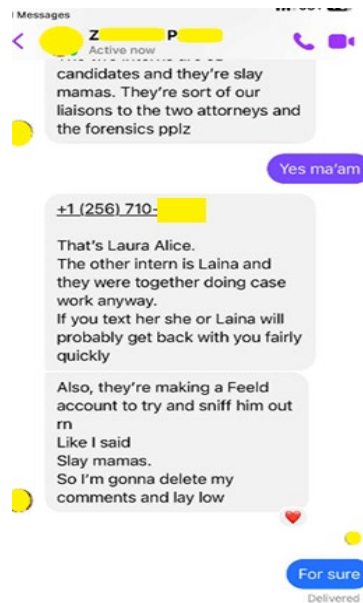 Messages
Z P
Active now
candidates and they're slay
mamas. They're sort of our
liaisons to the two attorneys and
the forensics pplz
Yes ma'am
+1 (256) 710-
That's Laura Alice.
The other intern is Laina and
they were together doing case
work anyway.
If you text her she or Laina will
probably get back with you fairly
quickly
Also, they're making a Feeld
account to try and sniff him out
rn
Like I said
Slay mamas.
So I'm gonna delete my
comments and lay low
For sure
Delivered